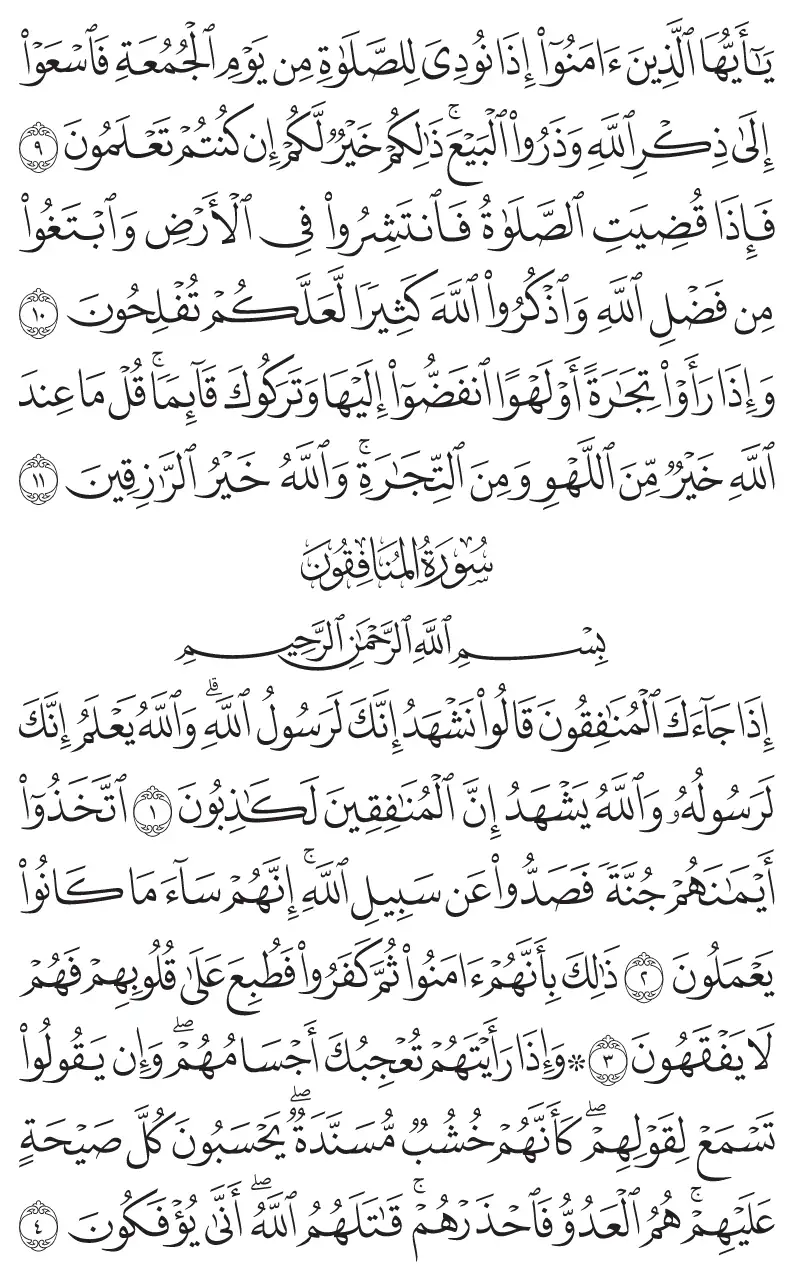 يَـٰٓأَيُّهَا ٱلَّذِينَ ءَامَنُوٓا۟ إِذَا نُودِىَ لِلصَّلَوٰةِ مِن يَوْمِ ٱلْجُمُعَةِ فَٱسْعَوْا۟
إِلَىٰ ذِكْرِ ٱللَّهِ وَذَرُوا۟ ٱلْبَيْعَ ۚ ذَٰلِكُمْ خَيْرٌ لَّكُمْ إِن كُنتُمْ تَعْلَمُونَ ٩
فَإِذَا قُضِيَتِ ٱلصَّلَوٰةُ فَٱنتَشِرُوا۟ فِى ٱلْأَرْضِ وَٱبْتَغُوا۟
مِن فَضْلِ ٱللَّهِ وَٱذْكُرُوا۟ ٱللَّهَ كَثِيرًا لَّعَلَّكُمْ تُفْلِحُونَ ١٠
وَإِذَا رَأَوْا۟ تِجَـٰرَةً أَوْ لَهْوًا ٱنفَضُّوٓا۟ إِلَيْهَا وَتَرَكُوكَ قَآئِمًا ۚ قُلْ مَا عِندَ
ٱللَّهِ خَيْرٌ مِّنَ ٱللَّهْوِ وَمِنَ ٱلتِّجَـٰرَةِ ۚ وَٱللَّهُ خَيْرُ ٱلرَّٰزِقِينَ ١١
سُورَةُ المُنَافِقُونَ
بِسْمِ ٱللَّهِ ٱلرَّحْمَـٰنِ ٱلرَّحِيمِ
إِذَا جَآءَكَ ٱلْمُنَـٰفِقُونَ قَالُوا۟ نَشْهَدُ إِنَّكَ لَرَسُولُ ٱللَّهِ ۗ وَٱللَّهُ يَعْلَمُ إِنَّكَ
لَرَسُولُهُۥ وَٱللَّهُ يَشْهَدُ إِنَّ ٱلْمُنَـٰفِقِينَ لَكَـٰذِبُونَ ١ ٱتَّخَذُوٓا۟
أَيْمَـٰنَهُمْ جُنَّةً فَصَدُّوا۟ عَن سَبِيلِ ٱللَّهِ ۚ إِنَّهُمْ سَآءَ مَا كَانُوا۟
يَعْمَلُونَ ٢ ذَٰلِكَ بِأَنَّهُمْ ءَامَنُوا۟ ثُمَّ كَفَرُوا۟ فَطُبِعَ عَلَىٰ قُلُوبِهِمْ فَهُمْ
لَا يَفْقَهُونَ ٣ ۞ وَإِذَا رَأَيْتَهُمْ تُعْجِبُكَ أَجْسَامُهُمْ ۖ وَإِن يَقُولُوا۟
تَسْمَعْ لِقَوْلِهِمْ ۖ كَأَنَّهُمْ خُشُبٌ مُّسَنَّدَةٌ ۖ يَحْسَبُونَ كُلَّ صَيْحَةٍ
عَلَيْهِمْ ۚ هُمُ ٱلْعَدُوُّ فَٱحْذَرْهُمْ ۚ قَـٰتَلَهُمُ ٱللَّهُ ۖ أَنَّىٰ يُؤْفَكُونَ ٤